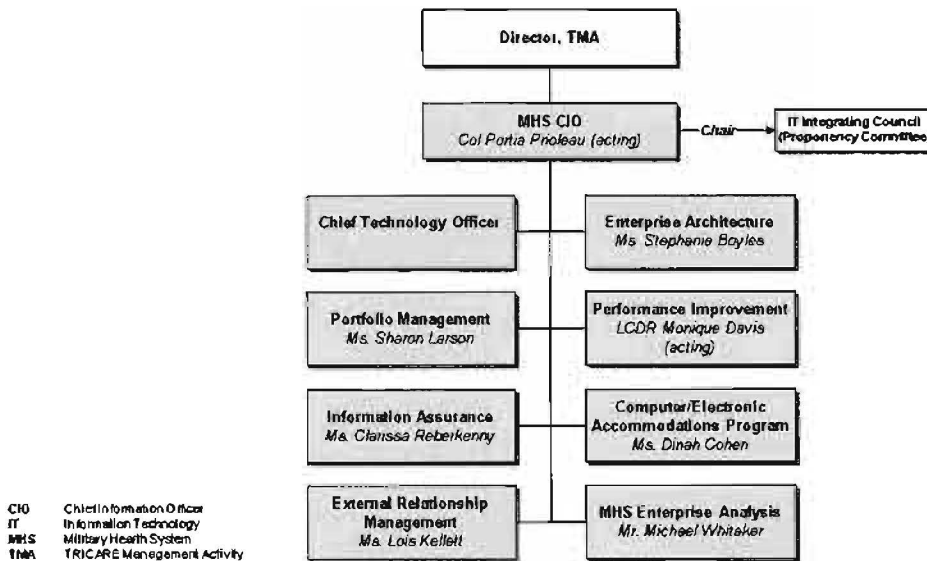 Director, TMA
MHS CIO
Col Portia Prioleau (acting)
Chair
IT Integrating Council
(Proponency Committee
Chief Technology Officer
Enterprise Architecture
Ms. Stephanie Boyles
Portfolio Management
Ms. Sharon Larson
Performance Improvement
LCDR Monique Davis
(acting)
Information Assurance
Ms. Clarissa Reberkenny
Computer/Electronic
Accommodations Program
Ms. Dinah Cohen
External Relationship
Management
Ms. Lois Kellett
MHS Enterprise Analysis
Mr. Michael Whitaker
CIO Chief Information Officer
IT Information Technology
MHS Military Health System
TMA TRICARE Management Activity